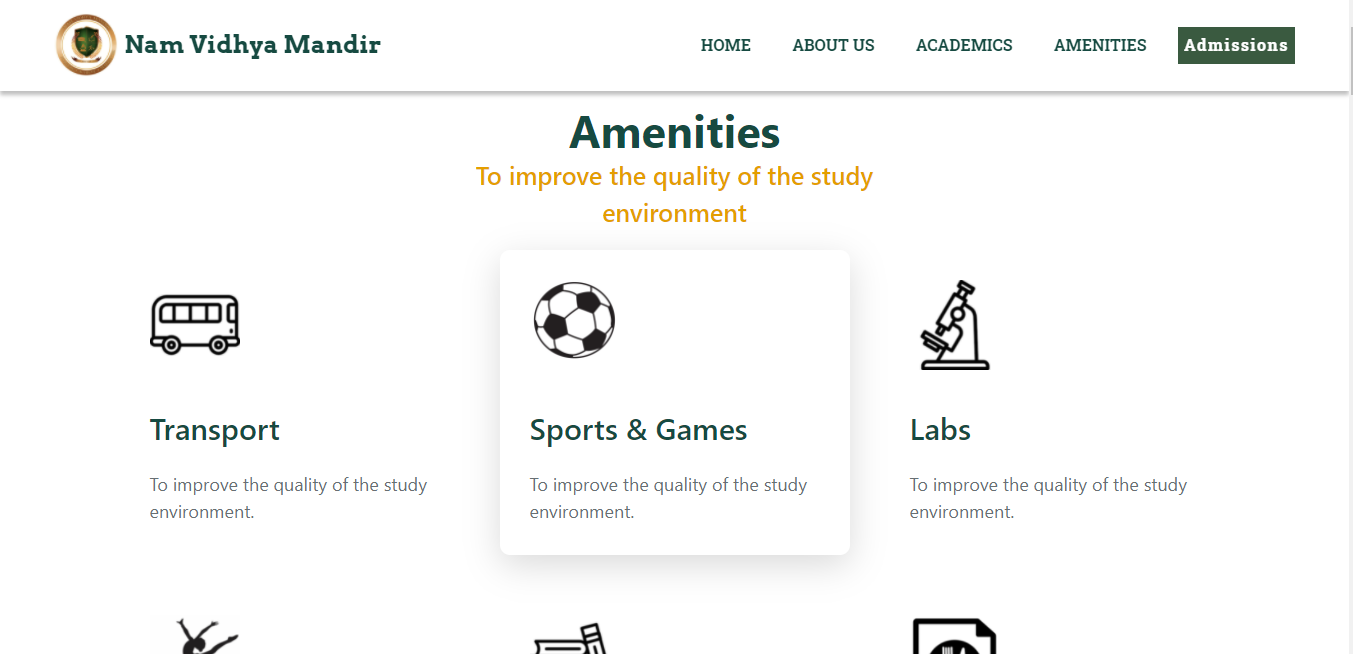 Nam Vidhya Mandir
HOME
ABOUT US
ACADEMICS
AMENITIES
Admissions
Amenities
To improve the quality of the study
environment
Transport
To improve the quality of the study
environment.
Sports & Games
To improve the quality of the study
environment.
Labs
To improve the quality of the study
environment.